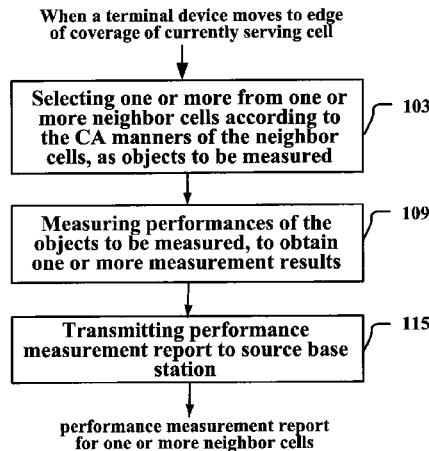 When a terminal device moves to edge
of coverage of currently serving cell
Selecting one or more from one or
more neighbor cells according to
the CA manners of the neighbor
cells, as objects to be measured
103
Measuring performances of the
objects to be measured, to obtain
one or more measurement results
109
Transmitting performance
measurement report to source base
station
115
performance measurement report
for one or more neighbor cells